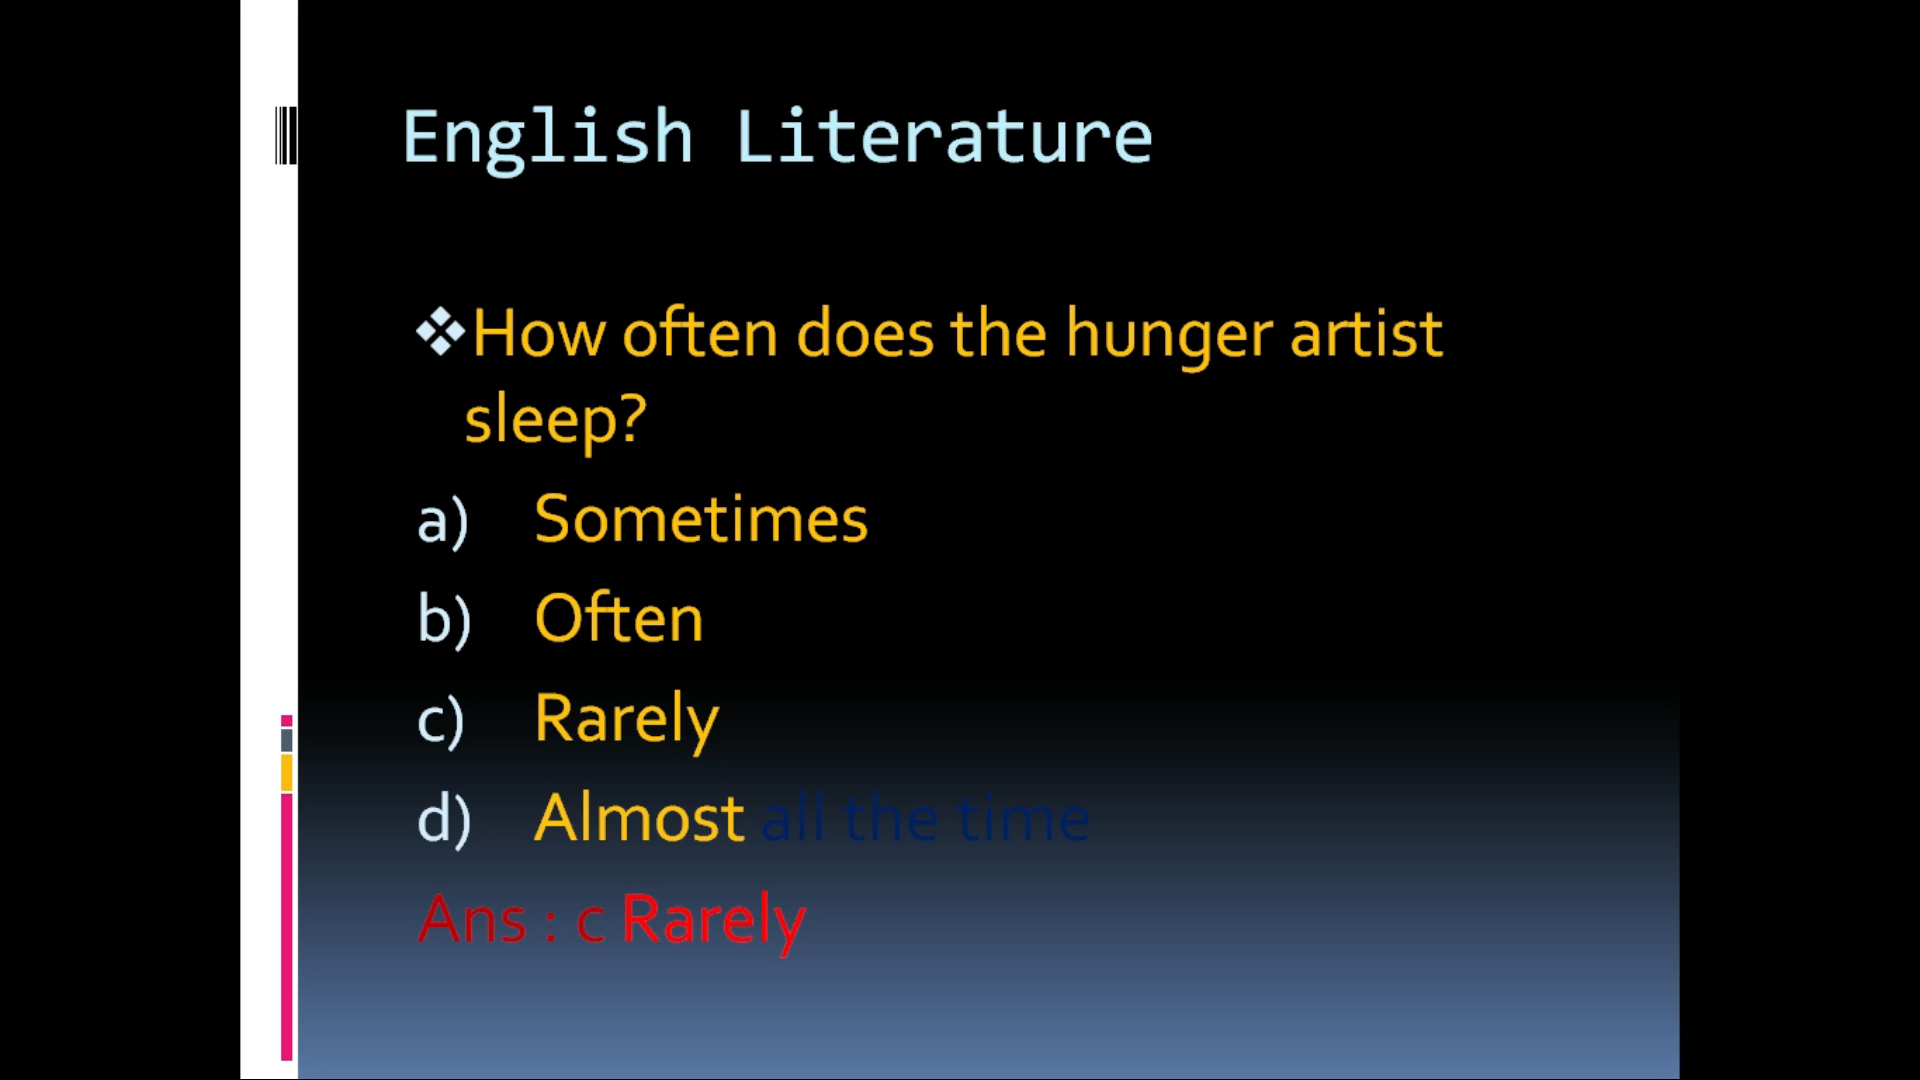 English Literature
❖How often does the hunger artist
sleep?
a) Sometimes
b) Often
c) Rarely
d) Almost all the time
Ans : c Rarely